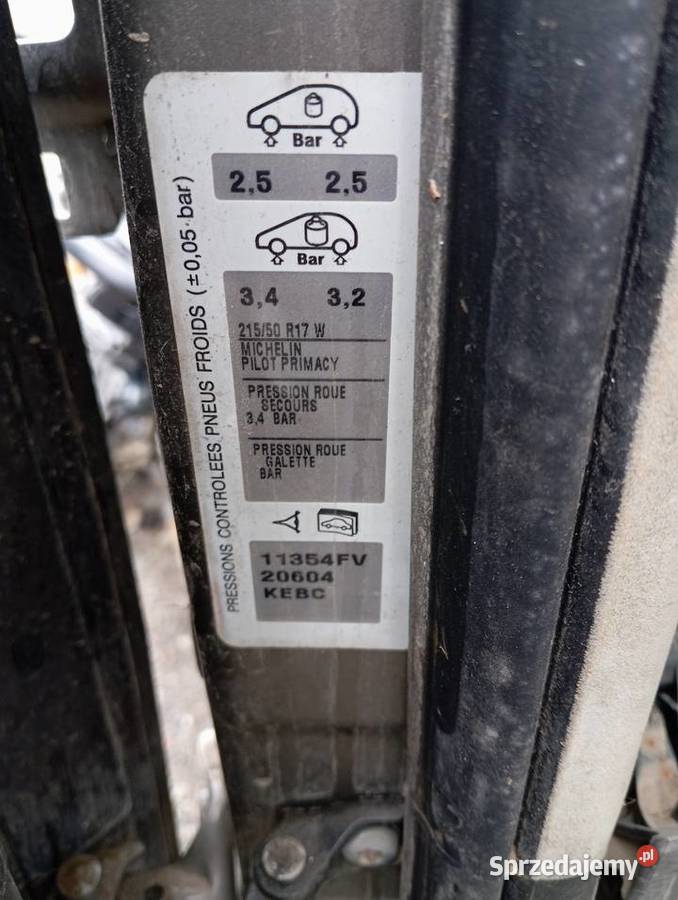 Bar
2,5 2,5
Bar
3,4 3,2
215/50 R17 W
MICHELIN
PILOT PRIMACY
PRESSION ROUE
SECOURS
3,4 BAR
PRESSION ROUE
GALETTE
BAR
PRESSIONS CONTROLEES PNEUS FROIDS (±0,05·bar)
11354FV
20604
KEBC
Sprzedajemy.pl